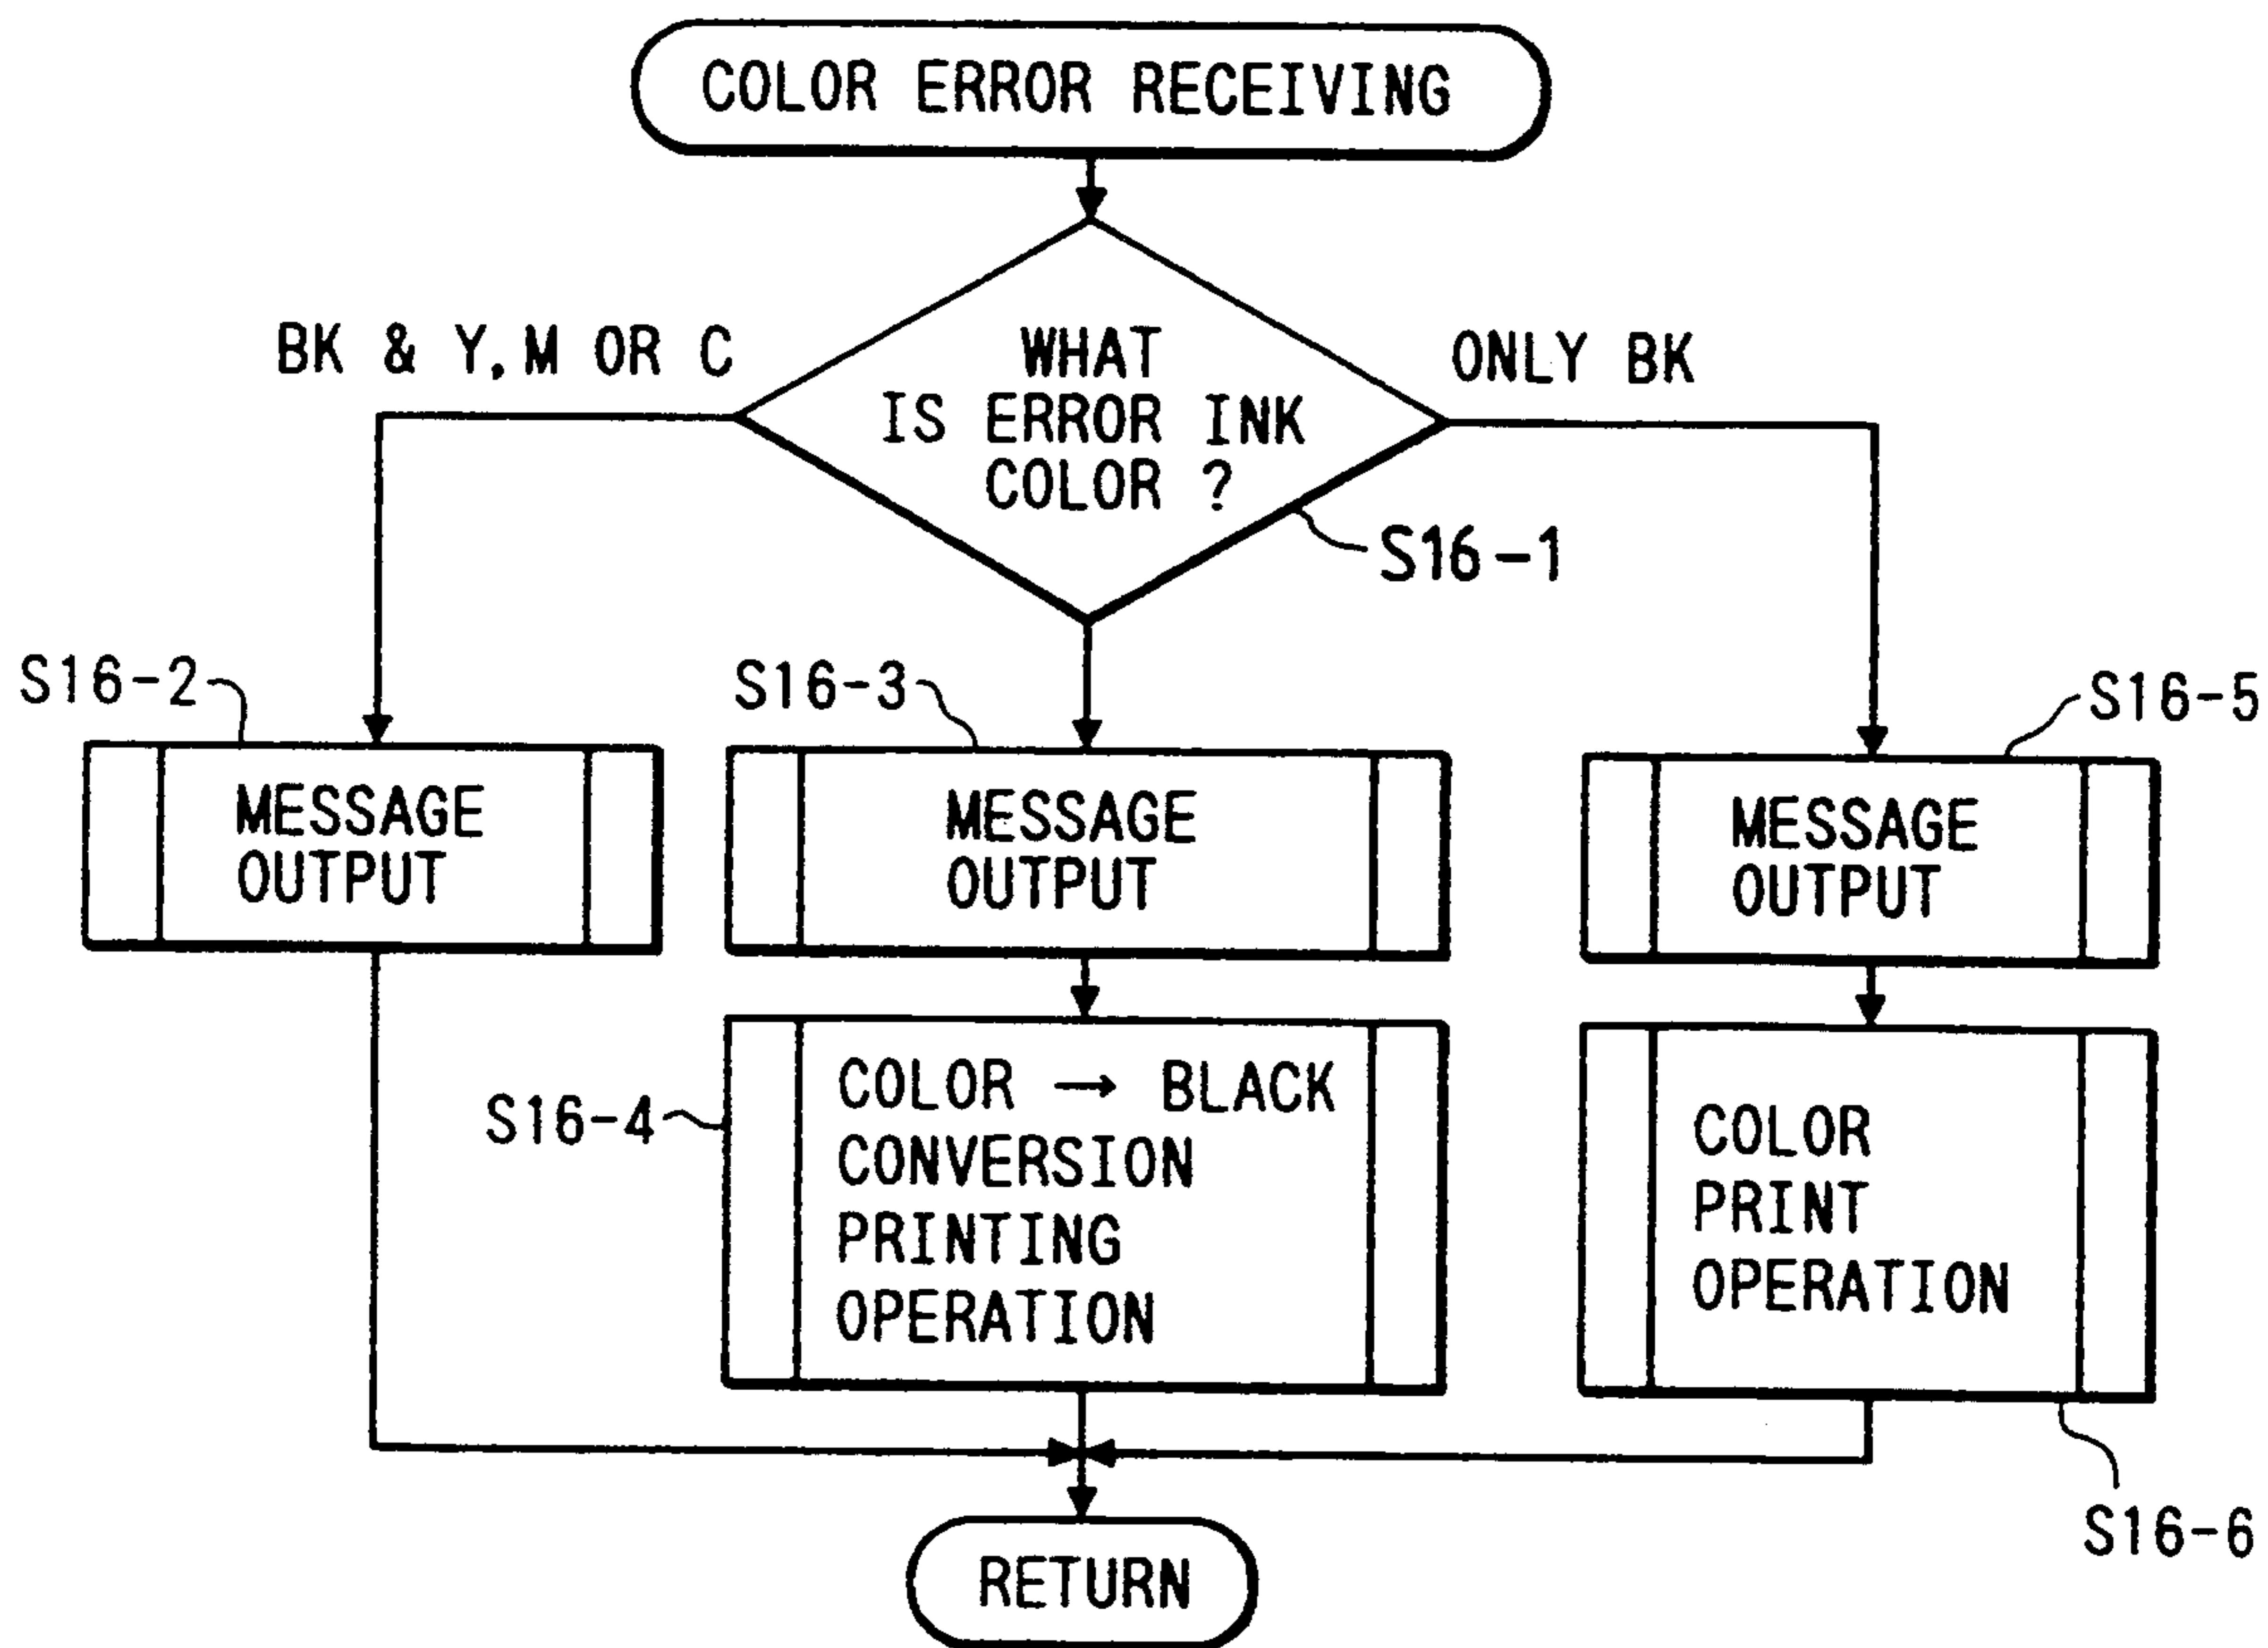 COLOR ERROR RECEIVING
BK & Y, M OR C
WHAT
IS ERROR INK
COLOR ?
ONLY BK
S16-1
S16-2
S16-3
S16-5
MESSAGE
OUTPUT
MESSAGE
OUTPUT
MESSAGE
OUTPUT
S16-4
COLOR → BLACK
CONVERSION
PRINTING
OPERATION
COLOR
PRINT
OPERATION
S16-6
RETURN